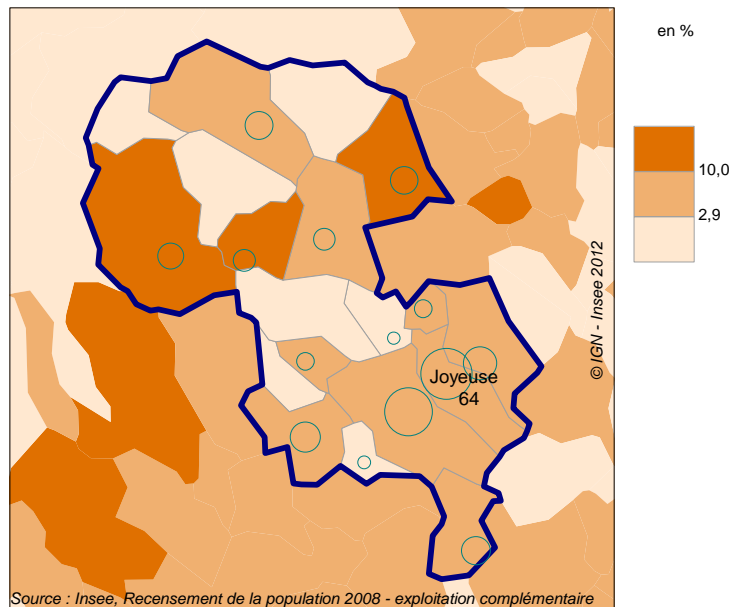 en %
10,0
2,9
© IGN - Insee 2012
Joyeuse
64
Source : Insee, Recensement de la population 2008 - exploitation complémentaire